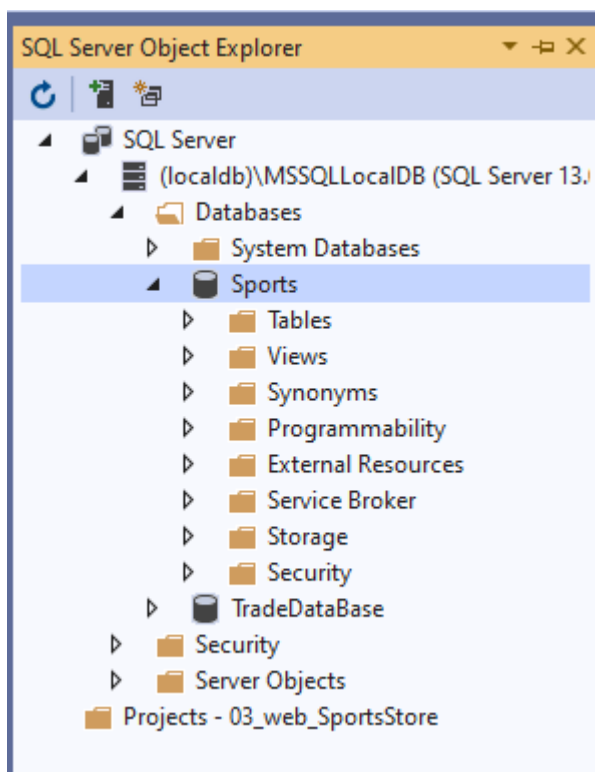 SQL Server Object Explorer
SQL Server
(localdb)\MSSQLLocalDB (SQL Server 13.
Databases
System Databases
Sports
Tables
Views
Synonyms
Programmability
External Resources
Service Broker
Storage
Security
TradeDataBase
Security
Server Objects
Projects - 03_web_SportsStore